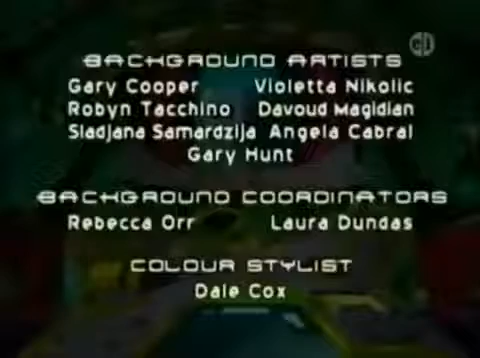 BACKGROUND ARTISTS
Gary Cooper Violetta Nikolic
Robyn Tacchino Davoud Magidian
Sladjana Samardzija Angela Cabral
Gary Hunt
BACKGROUND COORDINATORS
Rebecca Orr Laura Dundas
COLOUR STYLIST
Dale Cox